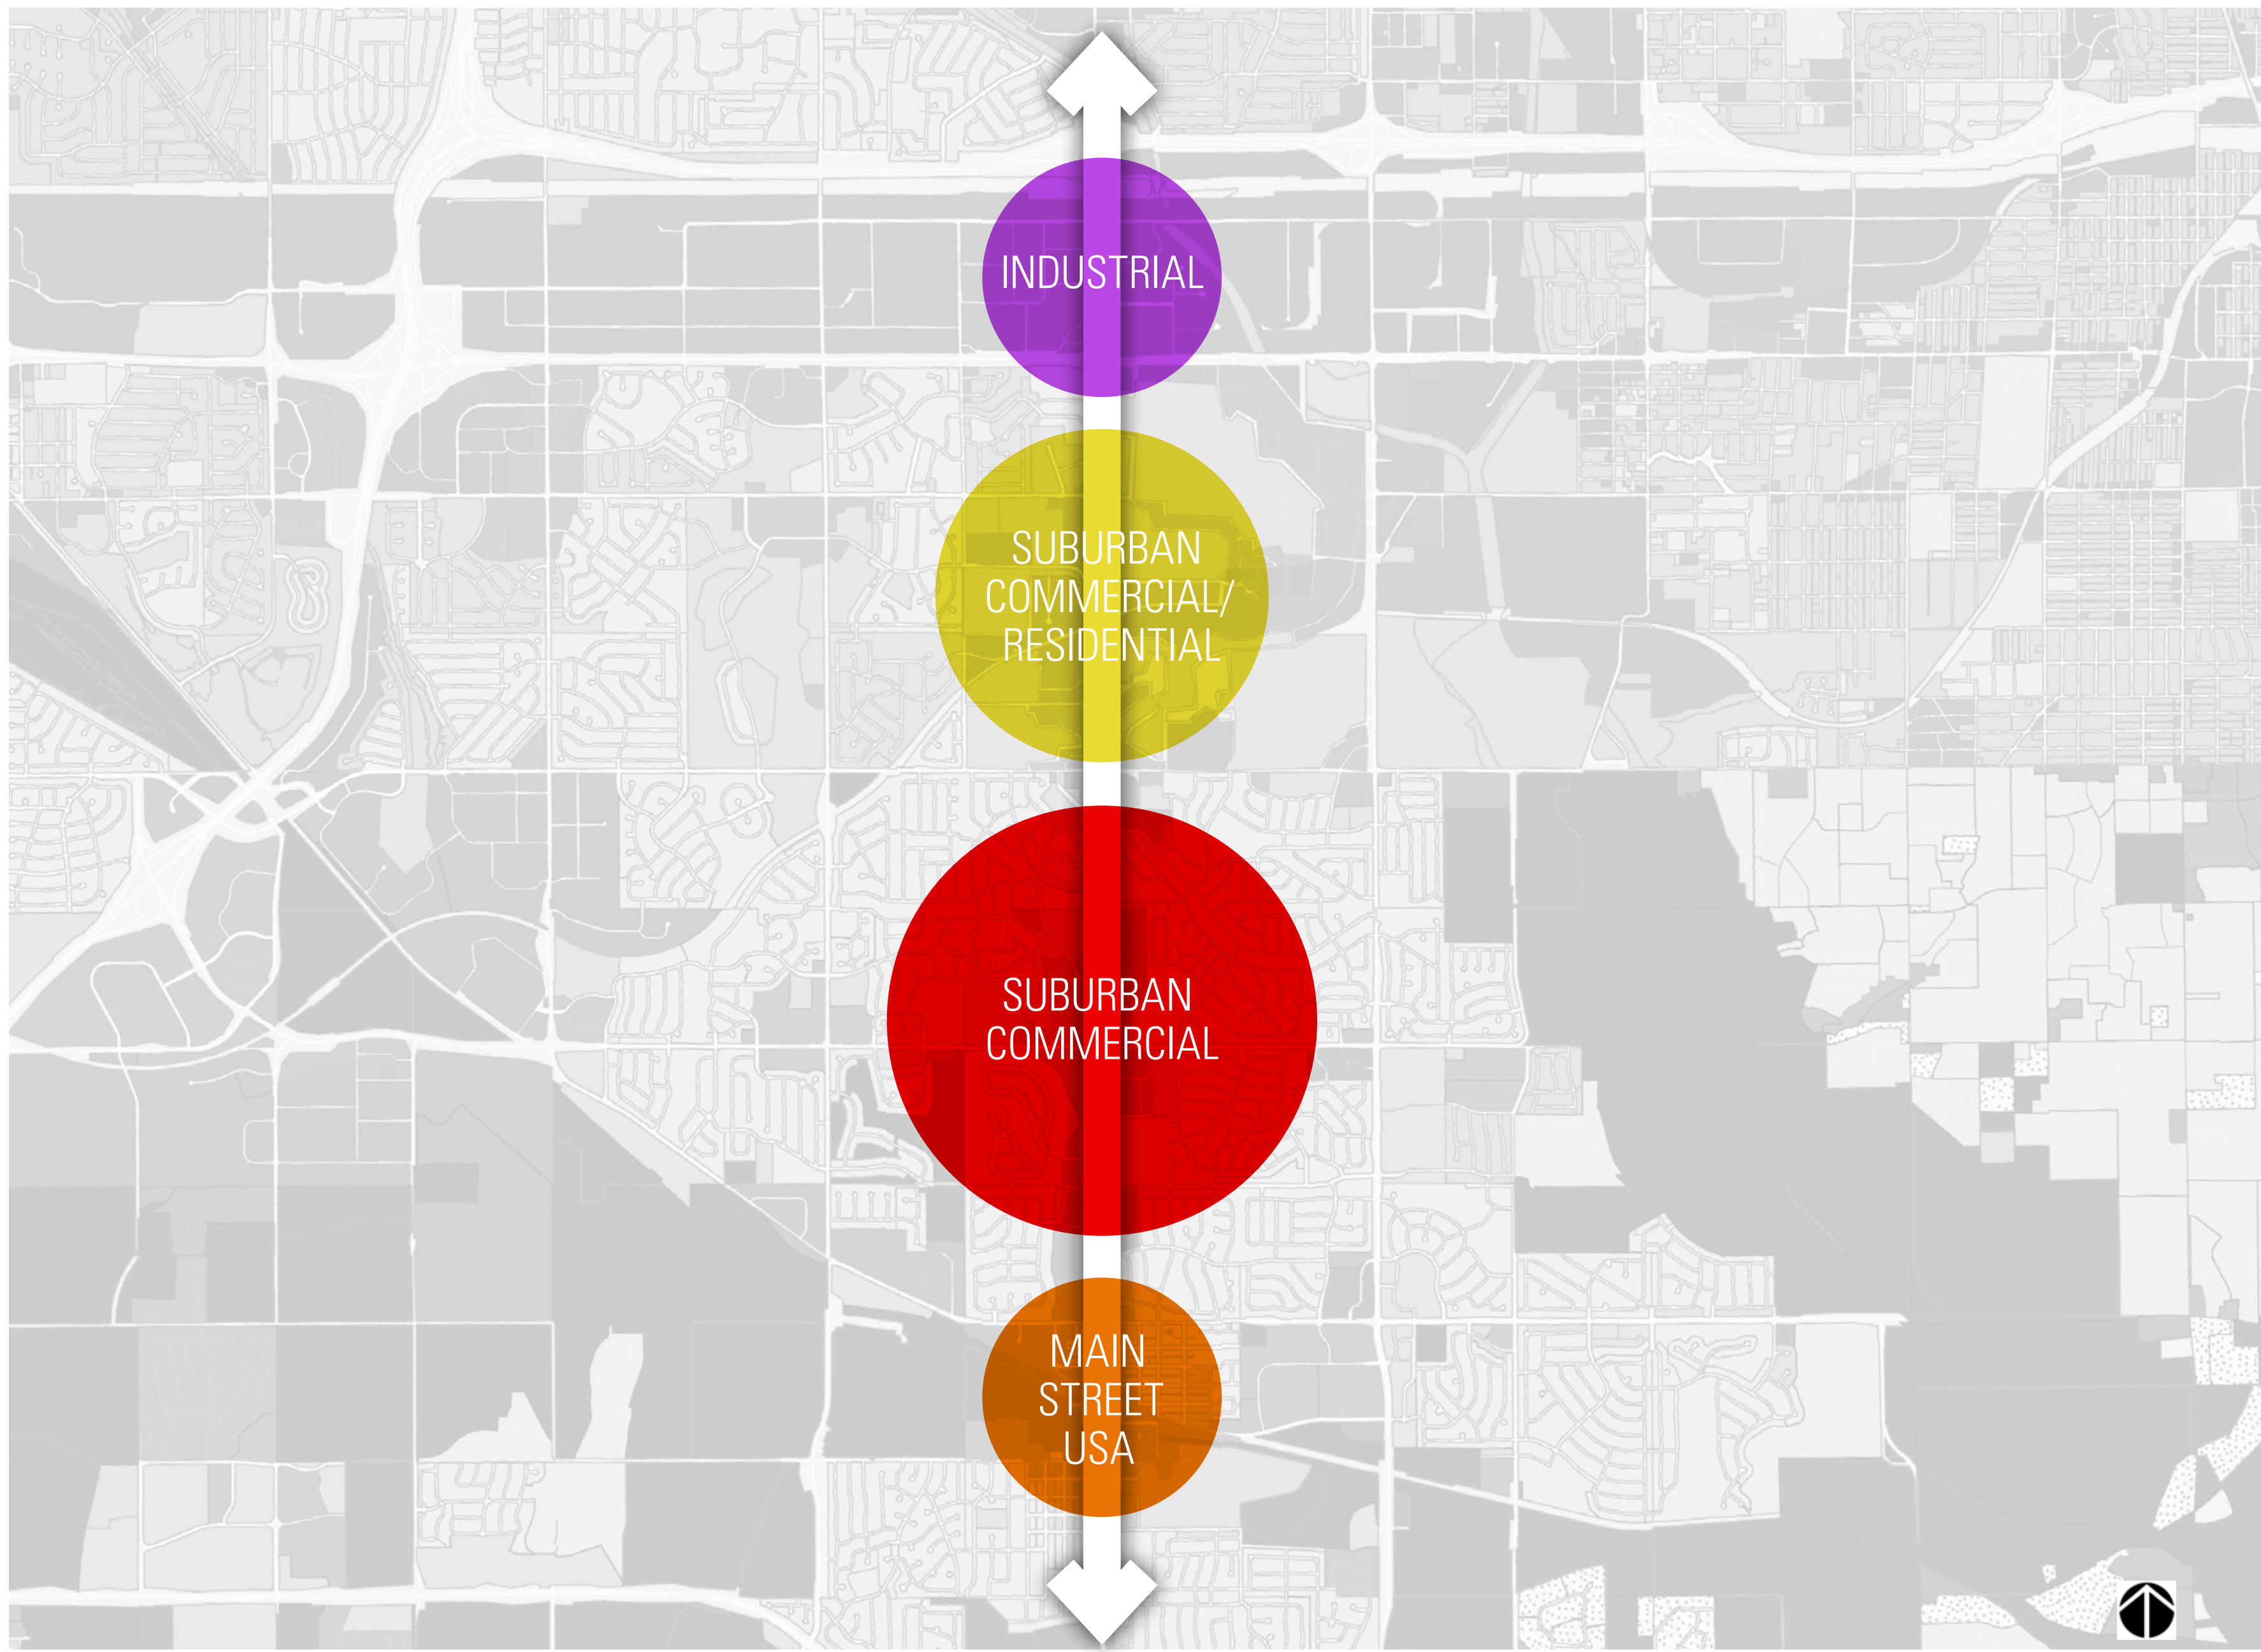 INDUSTRIAL
SUBURBAN
COMMERCIAL/
RESIDENTIAL
SUBURBAN
COMMERCIAL
MAIN
STREET
USA